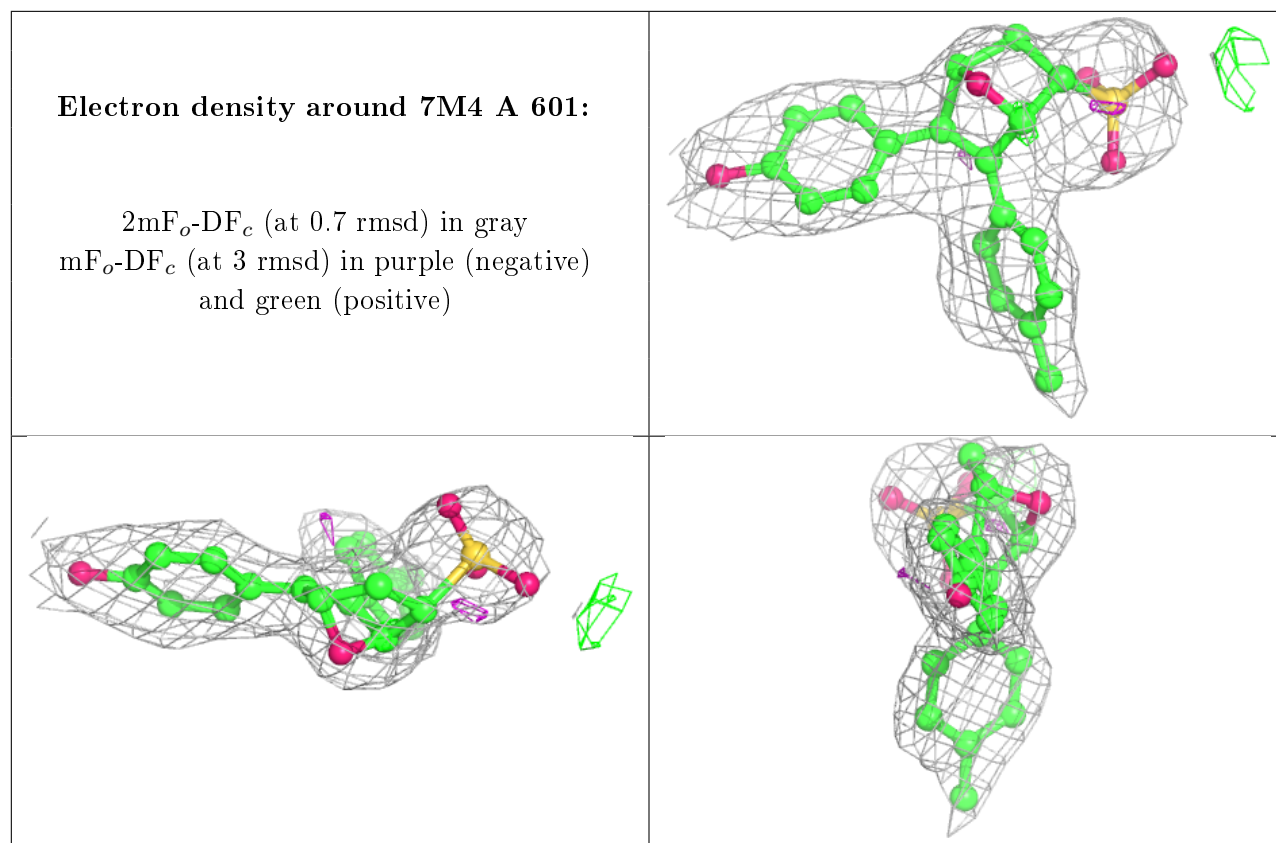 Electron density around 7M4 A 601:
2mFₒ-DF𝒸 (at 0.7 rmsd) in gray
mFₒ-DF𝒸 (at 3 rmsd) in purple (negative)
and green (positive)